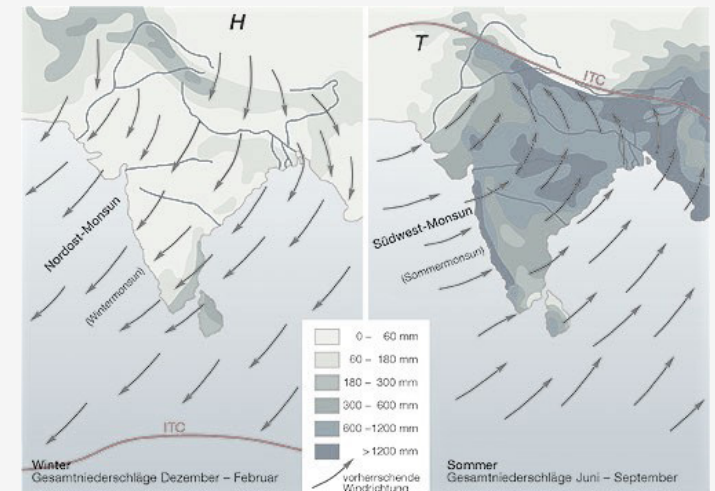 H
Nordost-Monsun
(Wintermonsun)
ITC
Winter
Gesamtniederschläge Dezember – Februar
T
ITC
Südwest-Monsun
(Sommermonsun)
0 – 60 mm
60 – 180 mm
180 – 300 mm
300 – 600 mm
600 –1200 mm
>1200 mm
vorherrschende
Windrichtung
Sommer
Gesamtniederschläge Juni – September